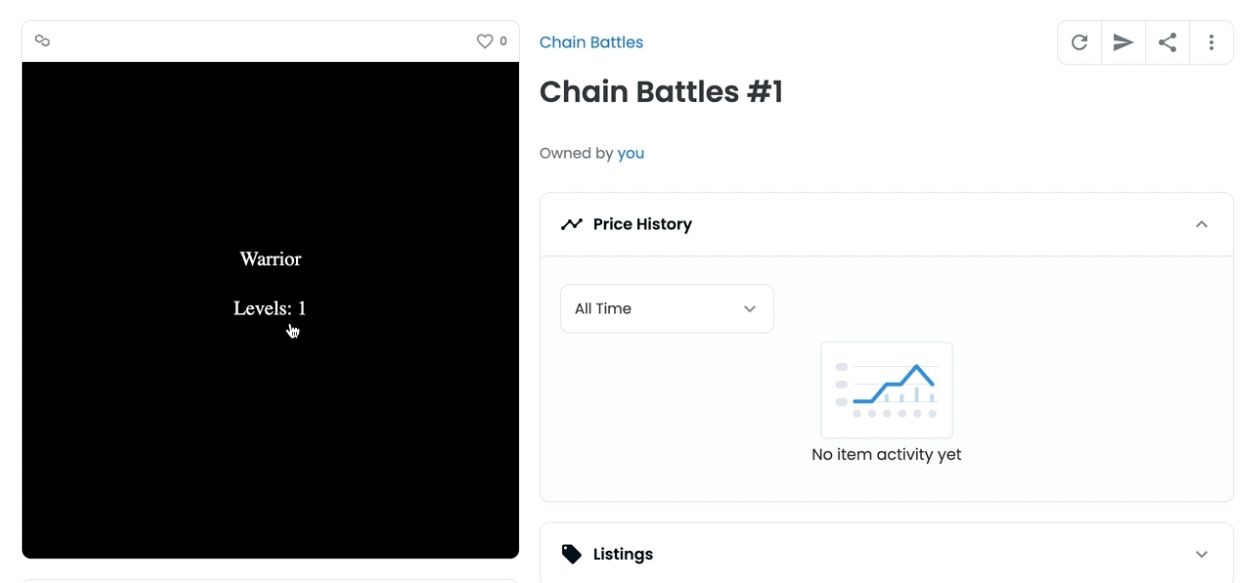 0
Warrior
Levels: 1
Chain Battles
Chain Battles #1
Owned by you
Price History
All Time
No item activity yet
Listings